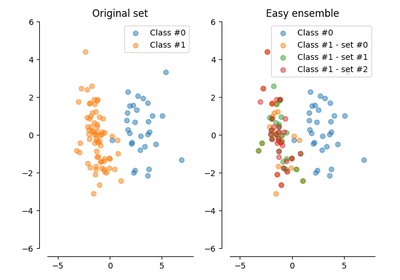 Original set
Easy ensemble
Class #0
Class #1
Class #0
Class #1 - set #0
Class #1 - set #1
Class #1 - set #2
6
4
2
0
−2
−4
−6
−5
0
5
6
4
2
0
−2
−4
−6
−5
0
5